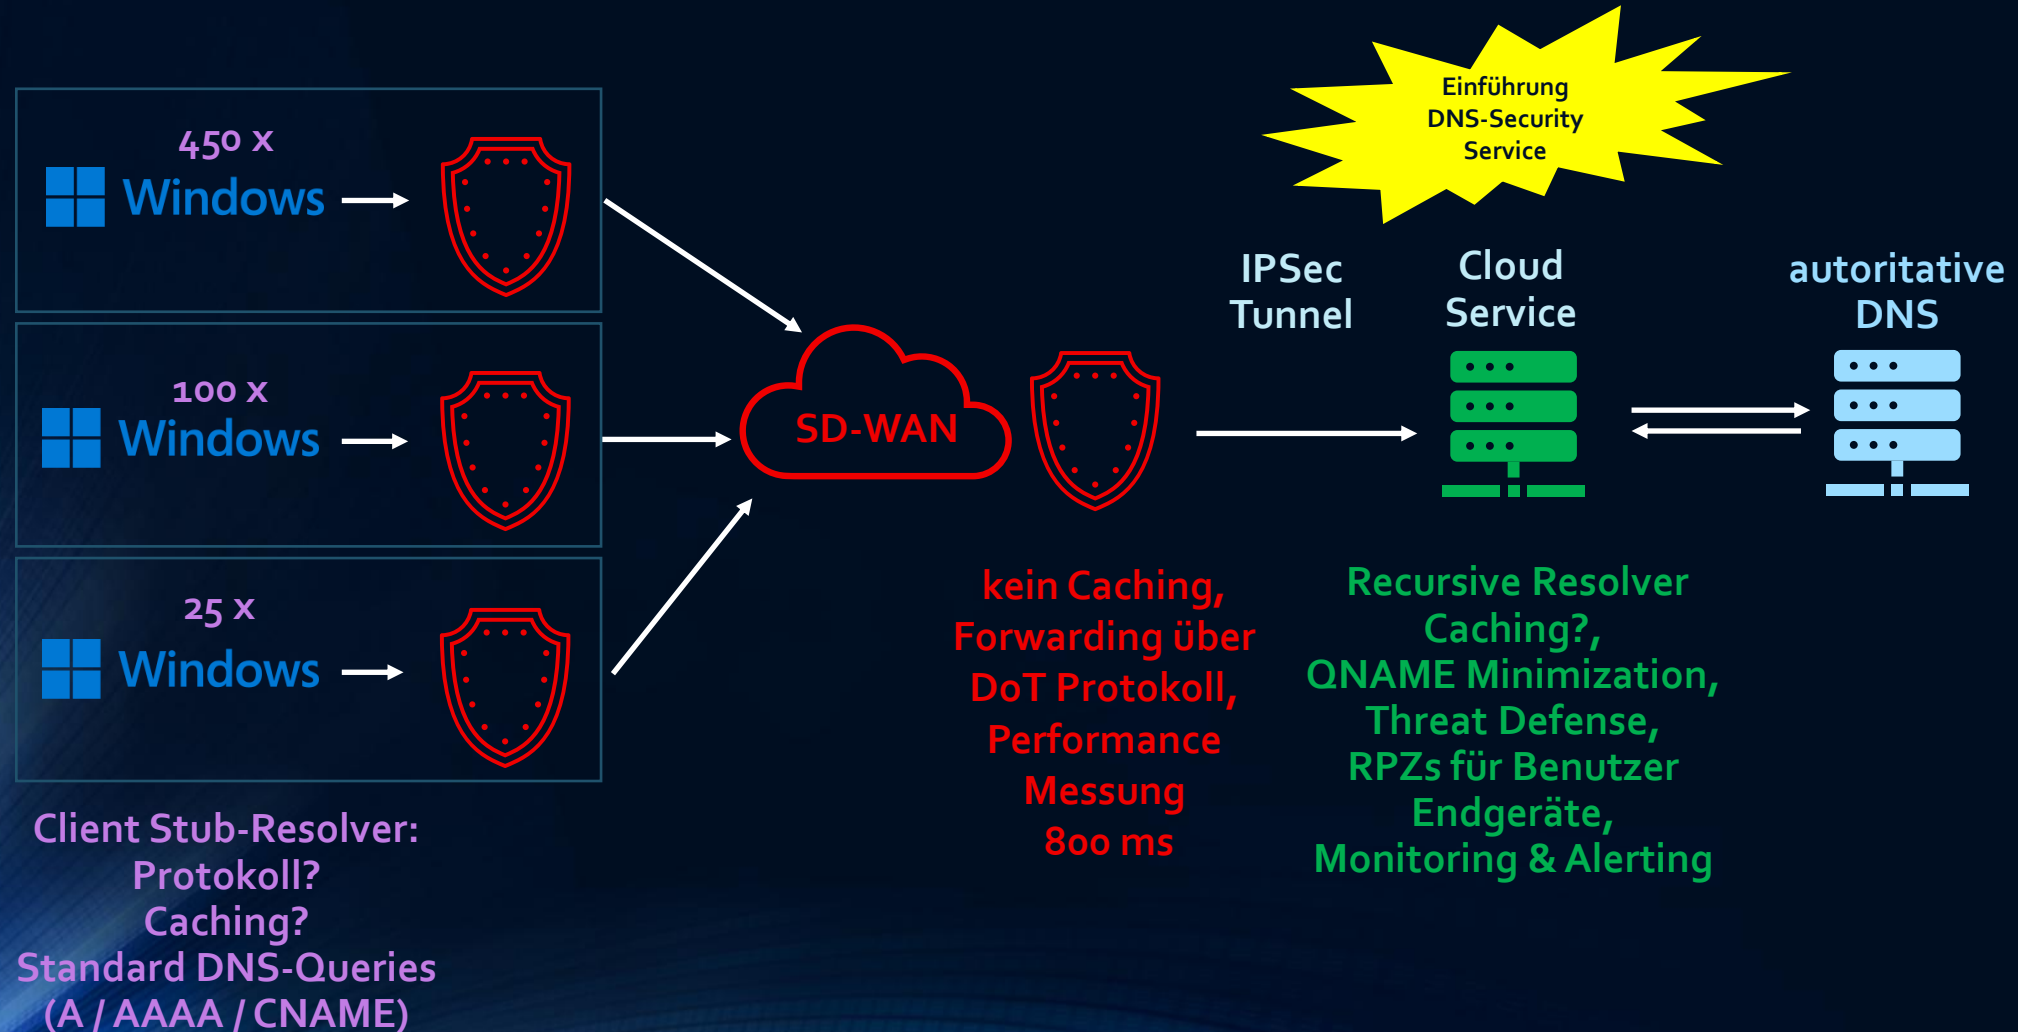 Einführung
DNS-Security
Service
450 x
Windows
100 x
Windows
25 x
Windows
Client Stub-Resolver:
Protokoll?
Caching?
Standard DNS-Queries
(A / AAAA / CNAME)
SD-WAN
kein Caching,
Forwarding über
DoT Protokoll,
Performance
Messung
800 ms
IPSec
Tunnel
Cloud
Service
Recursive Resolver
Caching?,
QNAME Minimization,
Threat Defense,
RPZs für Benutzer
Endgeräte,
Monitoring & Alerting
autoritative
DNS